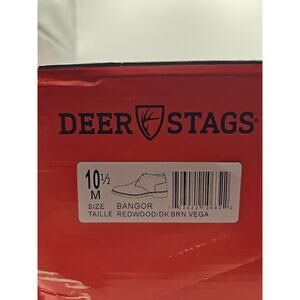 DEER STAGS®
10½
M
SIZE BANGOR
TAILLE REDWOOD/DK BRN VEGA